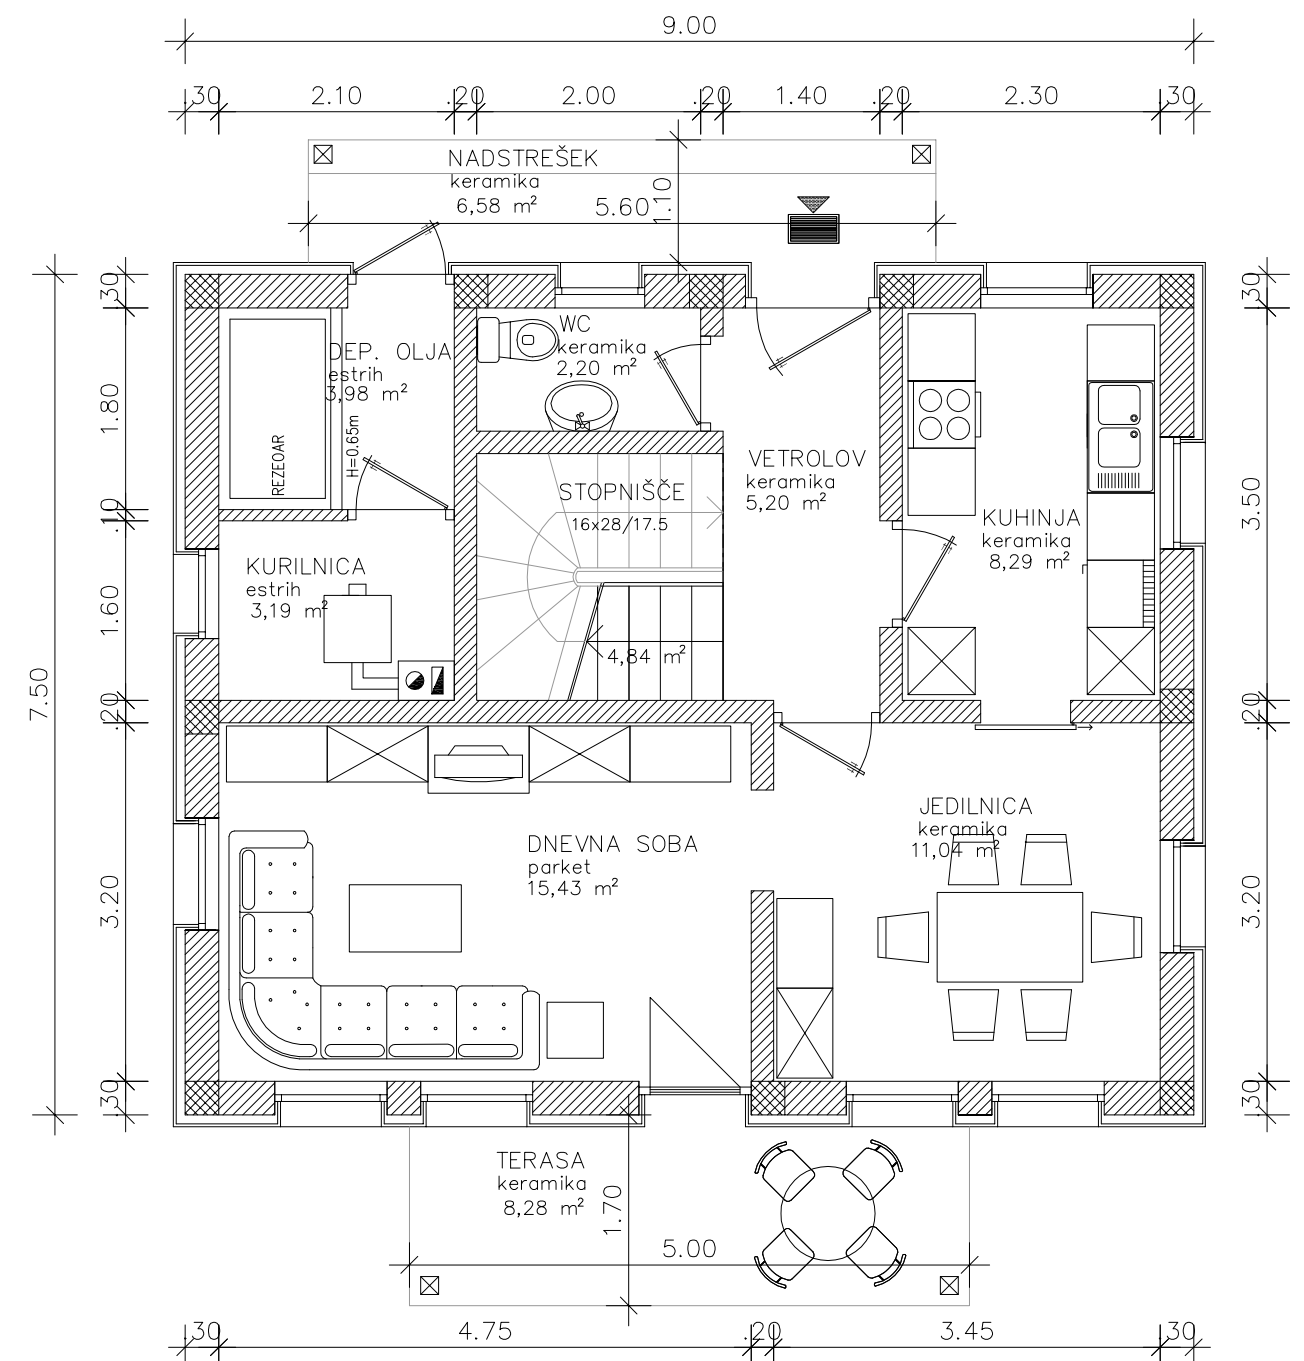 9.00
.30 2.10 .20 2.00 .20 1.40 .20 2.30 .30
NADSTREŠEK
keramika
6,58 m²
5.60
1.10
.30
1.80
.10
1.60
.20
3.20
.30
7.50
DEP. OLJA
estrih
3,98 m²
REZEOAR
H=0.65m
WC
keramika
2,20 m²
STOPNIŠČE
16x28/17.5
4,84 m²
VETROLOV
keramika
5,20 m²
KUHINJA
keramika
8,29 m²
KURILNICA
estrih
3,19 m²
.30
3.50
.20
3.20
.30
DNEVNA SOBA
parket
15,43 m²
JEDILNICA
keramika
11,04 m²
TERASA
keramika
8,28 m²
1.70
5.00
.30 4.75 .20 3.45 .30